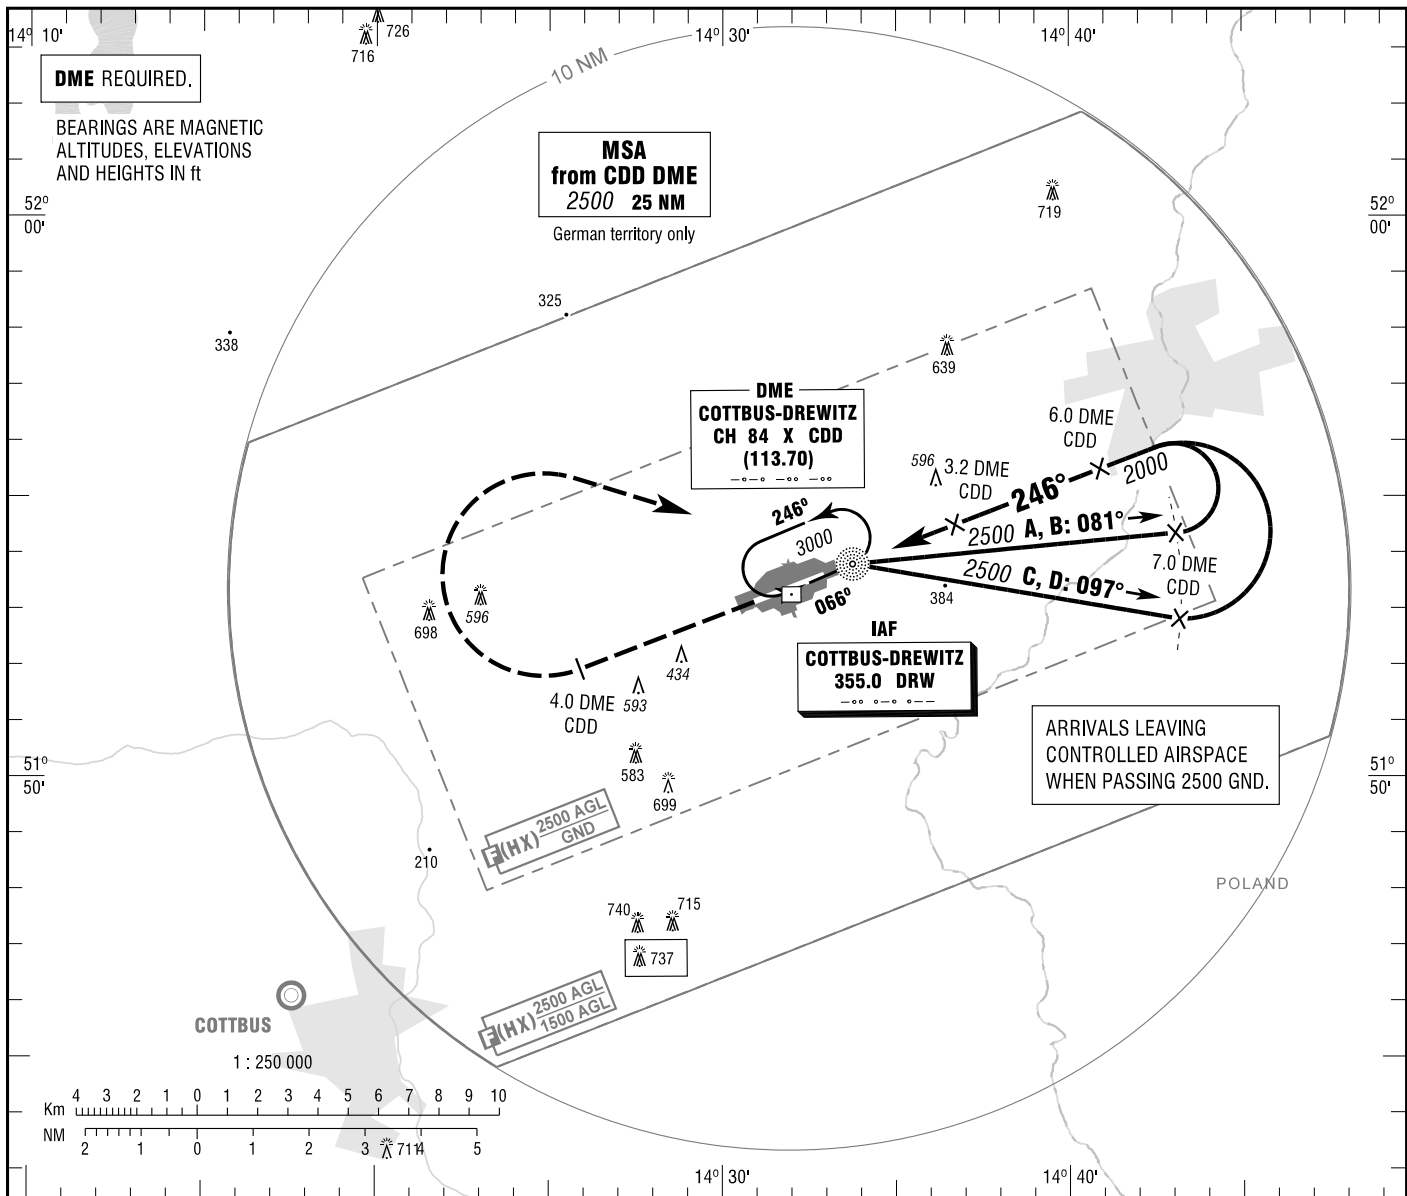 14° 10'
726
716
14° 30'
14° 40'
DME REQUIRED.
BEARINGS ARE MAGNETIC
ALTITUDES, ELEVATIONS
AND HEIGHTS IN ft
10 NM
MSA
from CDD DME
2500 25 NM
German territory only
52°
00'
719
52°
00'
325
338
639
DME
COTTBUS-DREWITZ
CH 84 X CDD
(113.70)
6.0 DME
CDD
596
3.2 DME
CDD
246°
2000
246°
3000
2500 A, B: 081°
2500 C, D: 097°
7.0 DME
CDD
066°
384
698
596
IAF
COTTBUS-DREWITZ
355.0 DRW
434
593
4.0 DME
CDD
583
699
ARRIVALS LEAVING
CONTROLLED AIRSPACE
WHEN PASSING 2500 GND.
51°
50'
51°
50'
F(HX) 2500 AGL
GND
210
POLAND
740
715
737
F(HX) 2500 AGL
1500 AGL
COTTBUS
1 : 250 000
Km 4 3 2 1 0 1 2 3 4 5 6 7 8 9 10
NM 2 1 0 1 2 3 4 5
711
14° 30'
14° 40'